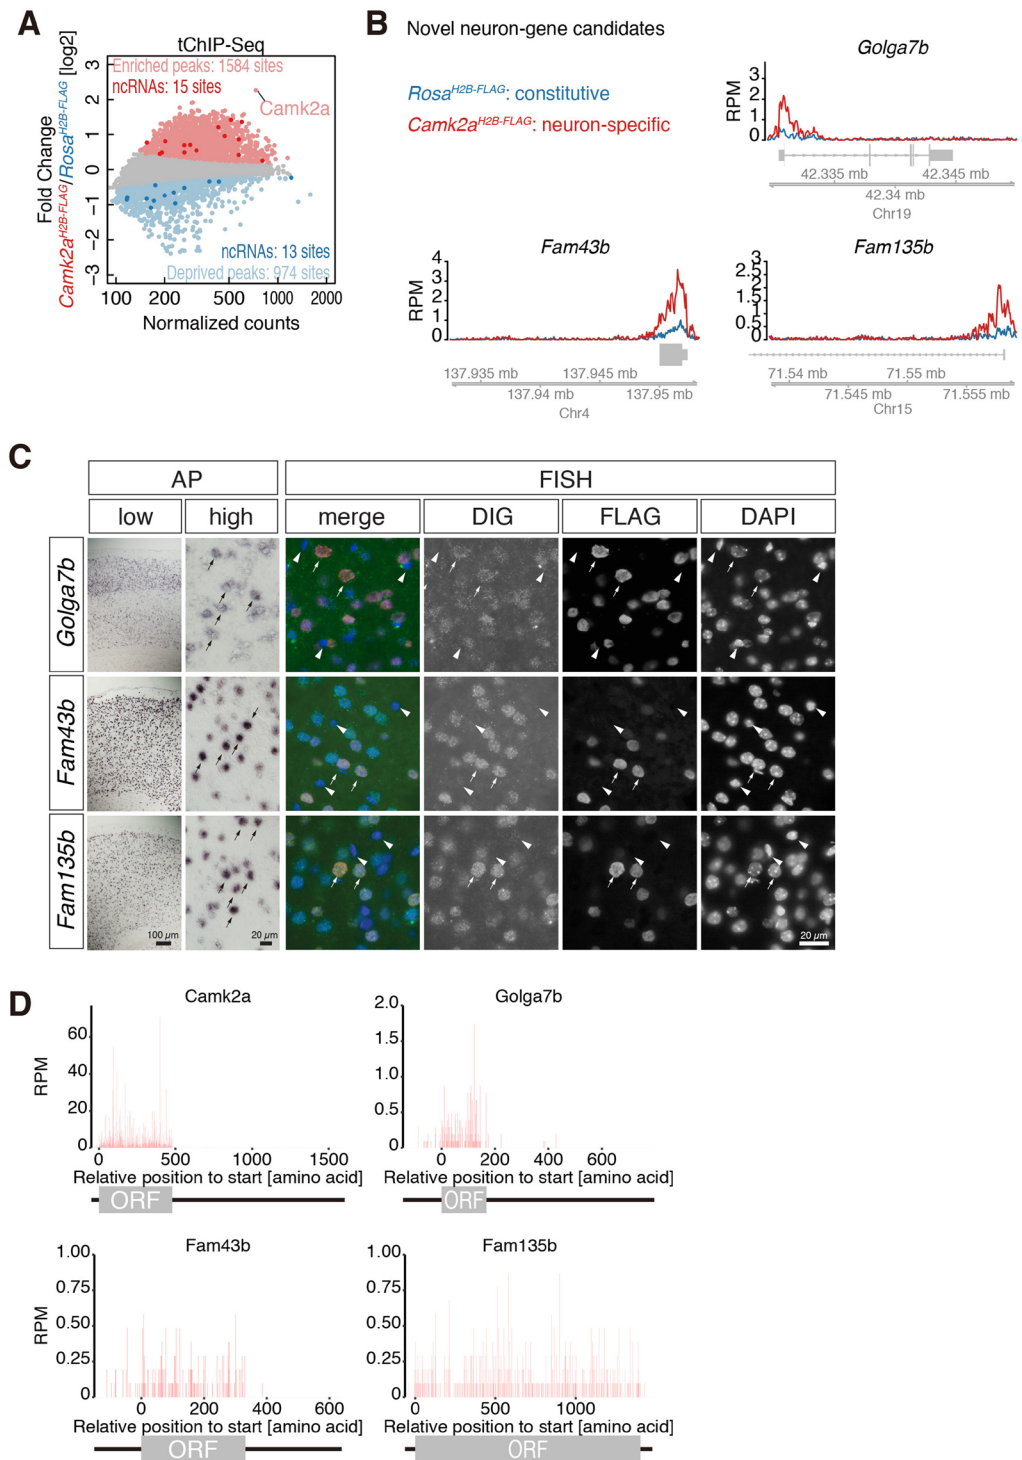 A
tChIP-Seq
Fold Change
Camk2a^H2B-FLAG/Rosa^H2B-FLAG [log2]
3
2
1
0
-1
-2
-3
Enriched peaks: 1584 sites
ncRNAs: 15 sites
Camk2a
ncRNAs: 13 sites
Deprived peaks: 974 sites
100 200 500 1000 2000
Normalized counts
B
Novel neuron-gene candidates
Rosa^H2B-FLAG: constitutive
Camk2a^H2B-FLAG: neuron-specific
Golga7b
RPM
3
2
1
0
42.335 mb 42.345 mb
42.34 mb
Chr19
Fam43b
RPM
4
3
2
1
0
137.935 mb 137.945 mb
137.94 mb 137.95 mb
Chr4
Fam135b
3
2.5
2
1.5
1
0.5
0
71.54 mb 71.55 mb
71.545 mb 71.555 mb
Chr15
C
AP FISH
low high merge DIG FLAG DAPI
Golga7b
Fam43b
Fam135b
100 µm
20 µm
20 µm
D
Camk2a
RPM
60
40
20
0
0 500 1000 1500
Relative position to start [amino acid]
ORF
Golga7b
2.0
1.5
1.0
0.5
0
0 200 400 600
Relative position to start [amino acid]
ORF
Fam43b
RPM
1.00
0.75
0.50
0.25
0
0 200 400 600
Relative position to start [amino acid]
ORF
Fam135b
1.00
0.75
0.50
0.25
0
0 500 1000
Relative position to start [amino acid]
ORF